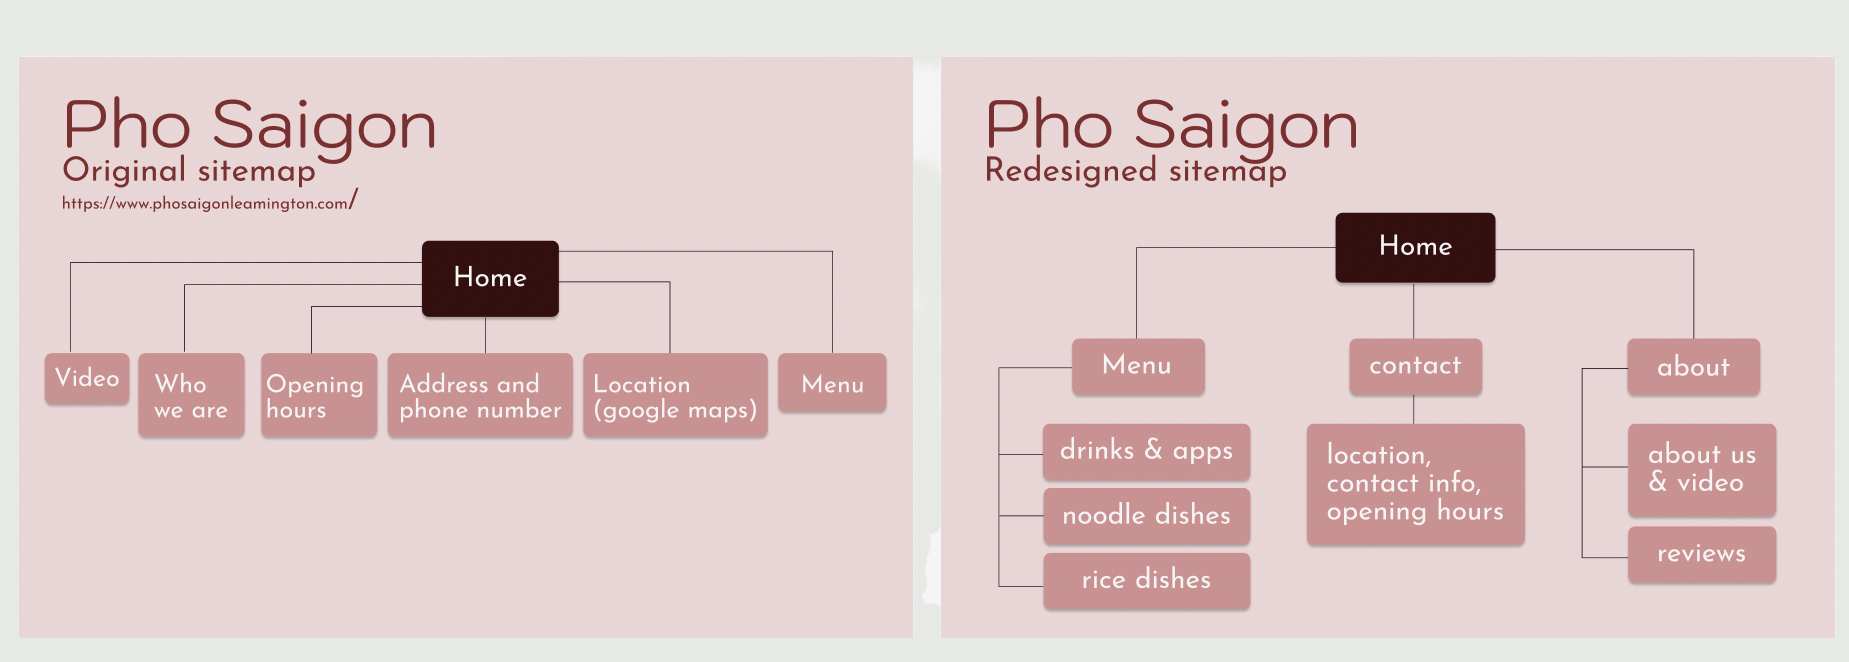 Pho Saigon
Original sitemap
https://www.phosaigonleamington.com/
Home
Video
Who
we are
Opening
hours
Address and
phone number
Location
(google maps)
Menu
Pho Saigon
Redesigned sitemap
Home
Menu
drinks & apps
noodle dishes
rice dishes
contact
location,
contact info,
opening hours
about
about us
& video
reviews